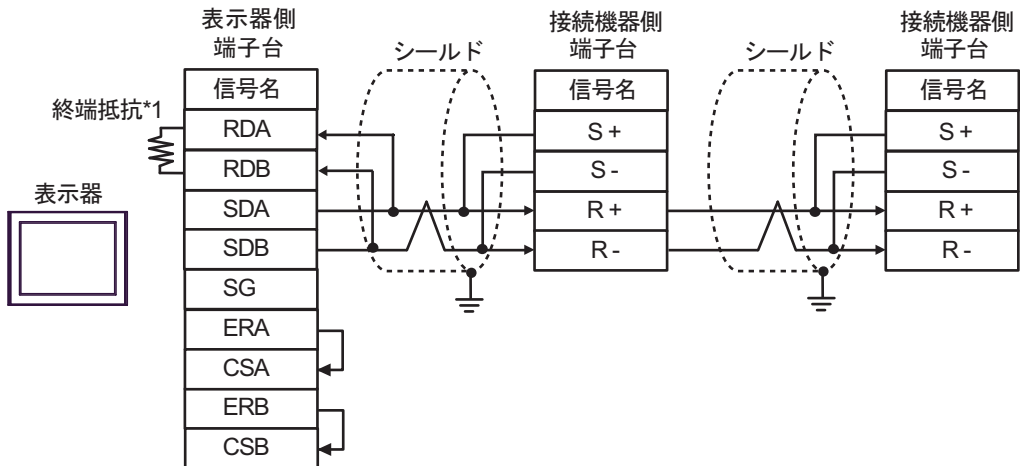 表示器側
端子台
信号名
RDA
RDB
SDA
SDB
SG
ERA
CSA
ERB
CSB
終端抵抗*1
表示器
シールド
接続機器側
端子台
信号名
S+
S-
R+
R-
シールド
接続機器側
端子台
信号名
S+
S-
R+
R-